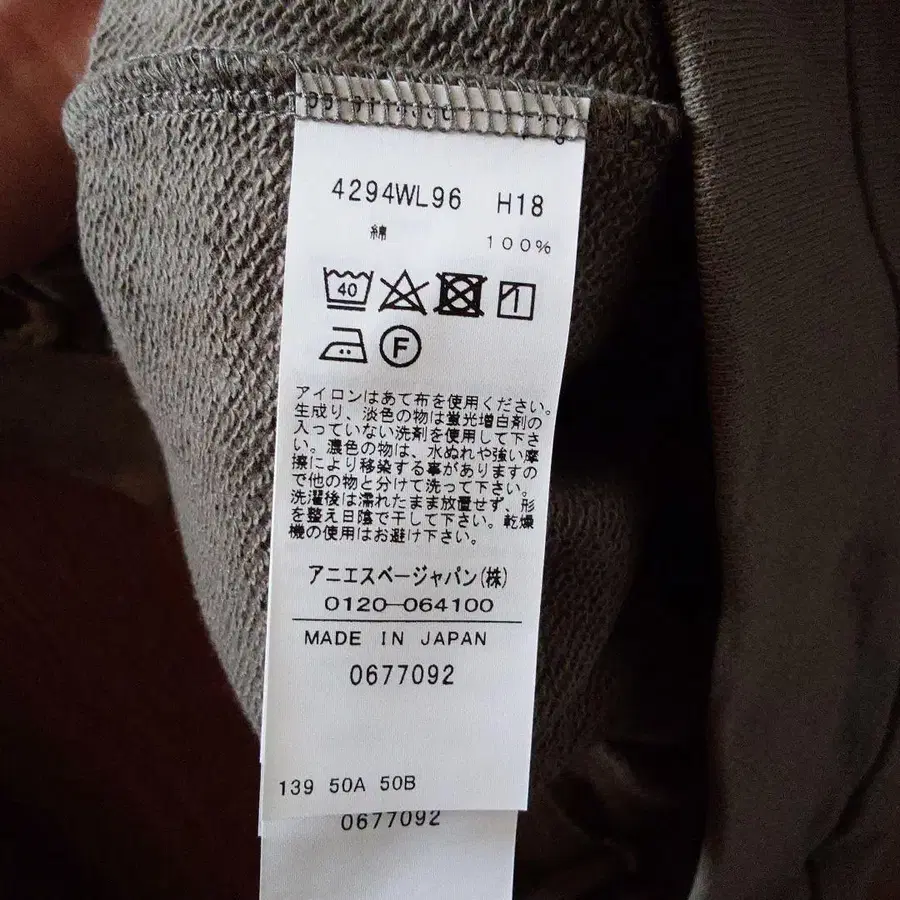 4294WL96 H18
綿 100%
40
F
アイロンはあて布を使用ください。
生成り、淡色の物は蛍光増白剤の
入っていない洗剤を使用して下さ
い。濃色の物は、水ぬれや強い摩
擦により移染する事がありますの
で他の物と分けて洗って下さい。
洗濯後は濡れたまま放置せず、形
を整え日陰で干して下さい。乾燥
機の使用はお避け下さい。
アニエスベージャパン(株)
0120-064100
MADE IN JAPAN
0677092
139 50A 50B
0677092